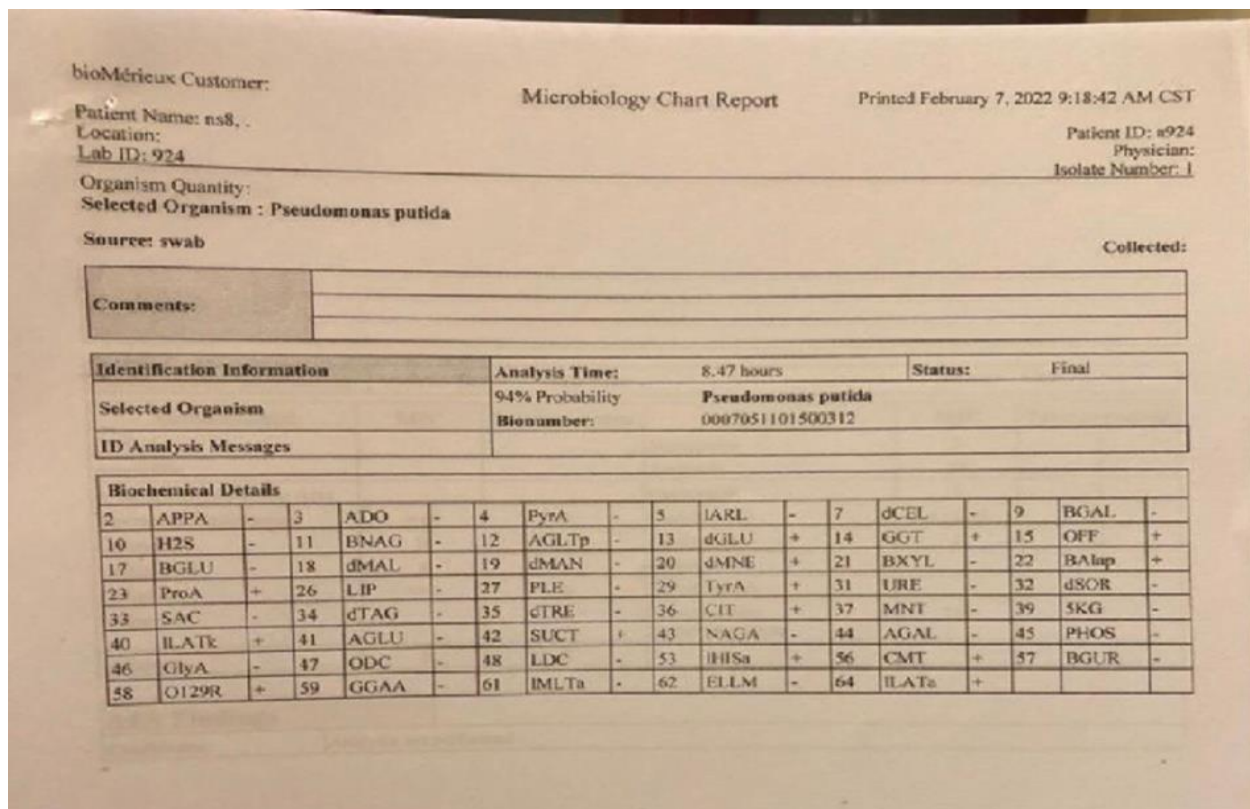 bioMérieux Customer:
Microbiology Chart Report
Printed February 7, 2022 9:18:42 AM CST
Patient Name: ns8, .
Location:
Lab ID: 924
Patient ID: n924
Physician:
Isolate Number: 1
Organism Quantity:
Selected Organism : Pseudomonas putida
Source: swab
Collected:
Comments:
Identification Information Analysis Time: 8.47 hours Status: Final
Selected Organism 94% Probability Pseudomonas putida
Bionumber: 0007051101500312
ID Analysis Messages
Biochemical Details
2 APPA - 3 ADO - 4 PyrA - 5 lARL - 7 dCEL - 9 BGAL -
10 H2S - 11 BNAG - 12 AGLTp - 13 dGLU + 14 GGT + 15 OFF +
17 BGLU - 18 dMAL - 19 dMAN - 20 dMNE + 21 BXYL - 22 BAlap +
23 ProA + 26 LIP - 27 PLE - 29 TyrA + 31 URE - 32 dSOR -
33 SAC - 34 dTAG - 35 dTRE - 36 CIT + 37 MNT - 39 5KG -
40 ILATk + 41 AGLU - 42 SUCT + 43 NAGA - 44 AGAL - 45 PHOS -
46 GlyA - 47 ODC - 48 LDC - 53 lHISa + 56 CMT + 57 BGUR -
58 O129R + 59 GGAA - 61 lMLTa - 62 ELLM - 64 ILATa +